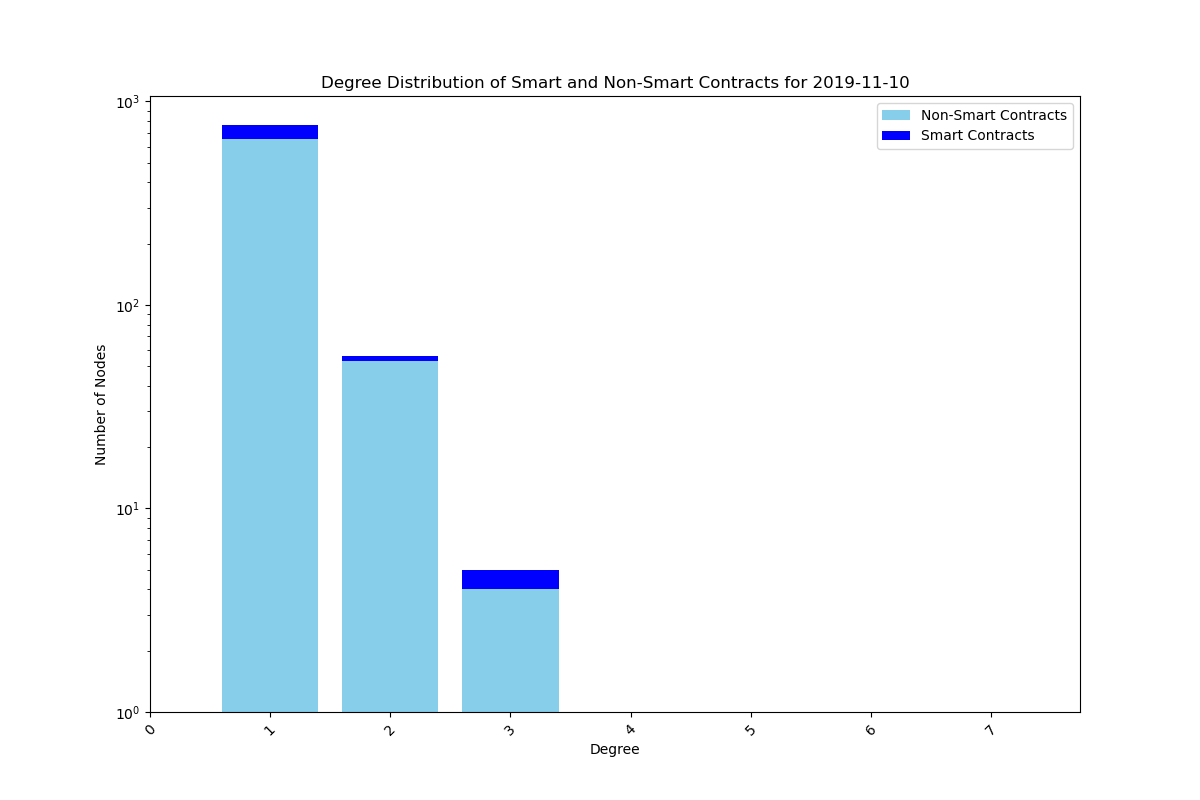 Degree Distribution of Smart and Non-Smart Contracts for 2019-11-10
Non-Smart Contracts
Smart Contracts
Number of Nodes
10³
10²
10¹
10⁰
0 1 2 3 4 5 6 7
Degree